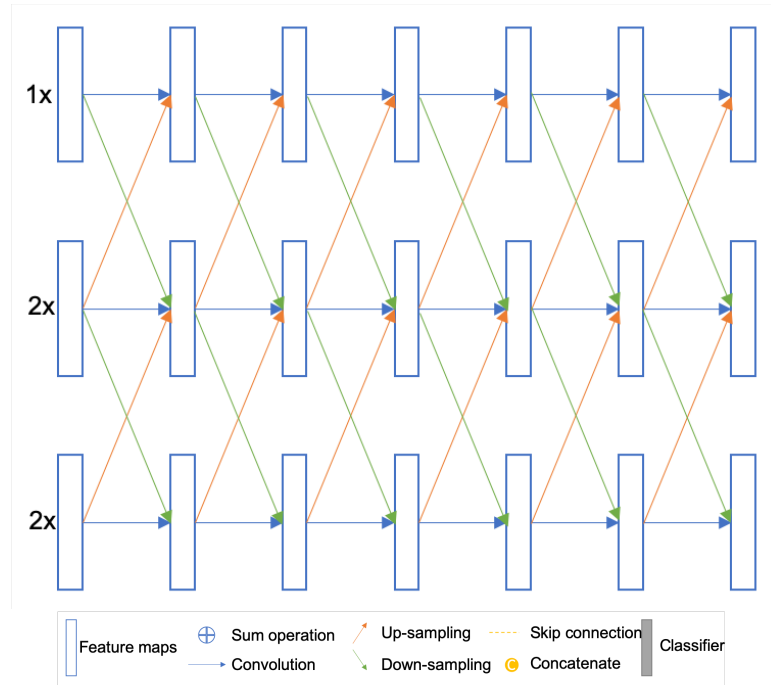 1x
2x
2x
Feature maps
Sum operation
Convolution
Up-sampling
Down-sampling
Skip connection
C Concatenate
Classifier